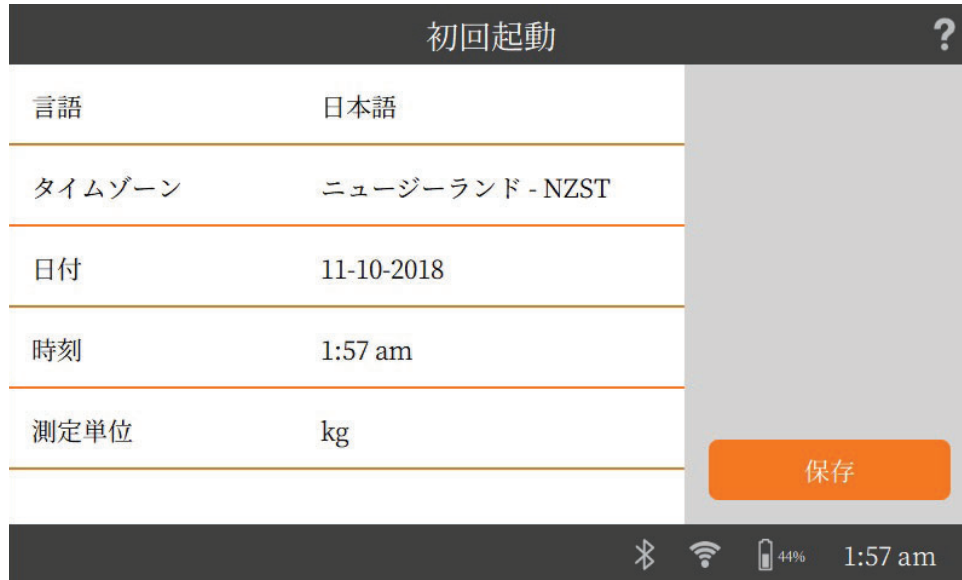 初回起動 ?
言語 日本語
タイムゾーン ニュージーランド - NZST
日付 11-10-2018
時刻 1:57 am
測定単位 kg
保存
44% 1:57 am